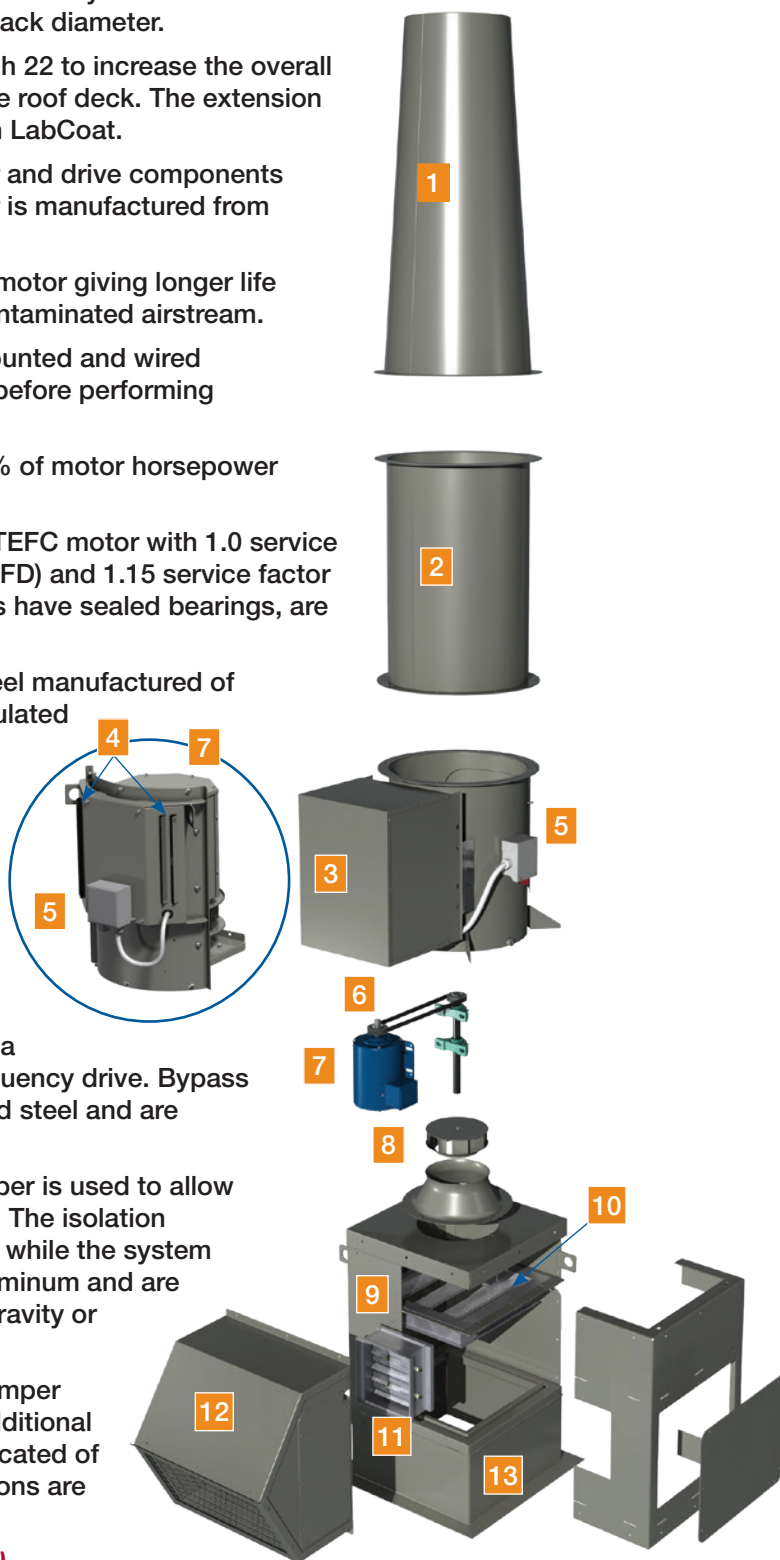 ack diameter.
h 22 to increase the overall
e roof deck. The extension
LabCoat.
and drive components
is manufactured from
motor giving longer life
ntaminated airstream.
ounted and wired
before performing
% of motor horsepower
TEFC motor with 1.0 service
FD) and 1.15 service factor
s have sealed bearings, are
eel manufactured of
ulated
a
uency drive. Bypass
d steel and are
per is used to allow
The isolation
while the system
minum and are
ravity or
mper
ditional
cated of
ons are
1
2
4
7
5
5
3
6
7
8
10
9
12
11
13